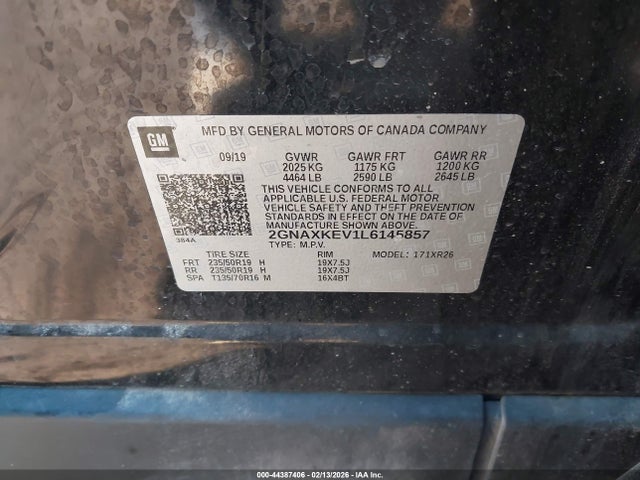 GM
MFD BY GENERAL MOTORS OF CANADA COMPANY
09/19 GVWR GAWR FRT GAWR RR
2025 KG 1175 KG 1200 KG
4464 LB 2590 LB 2645 LB
THIS VEHICLE CONFORMS TO ALL
APPLICABLE U.S. FEDERAL MOTOR
VEHICLE SAFETY AND THEFT PREVENTION
STANDARDS IN EFFECT ON THE DATE OF
MANUFACTURE SHOWN ABOVE.
2GNAXKEV1L6145857
384A TYPE: M.P.V. MODEL: 171XR26
TIRE SIZE RIM
FRT 235/50R19 H 19X7.5J
RR 235/50R19 H 19X7.5J
SPA T135/70R16 M 16X4BT
000-44387406 - 02/13/2026 - IAA Inc.